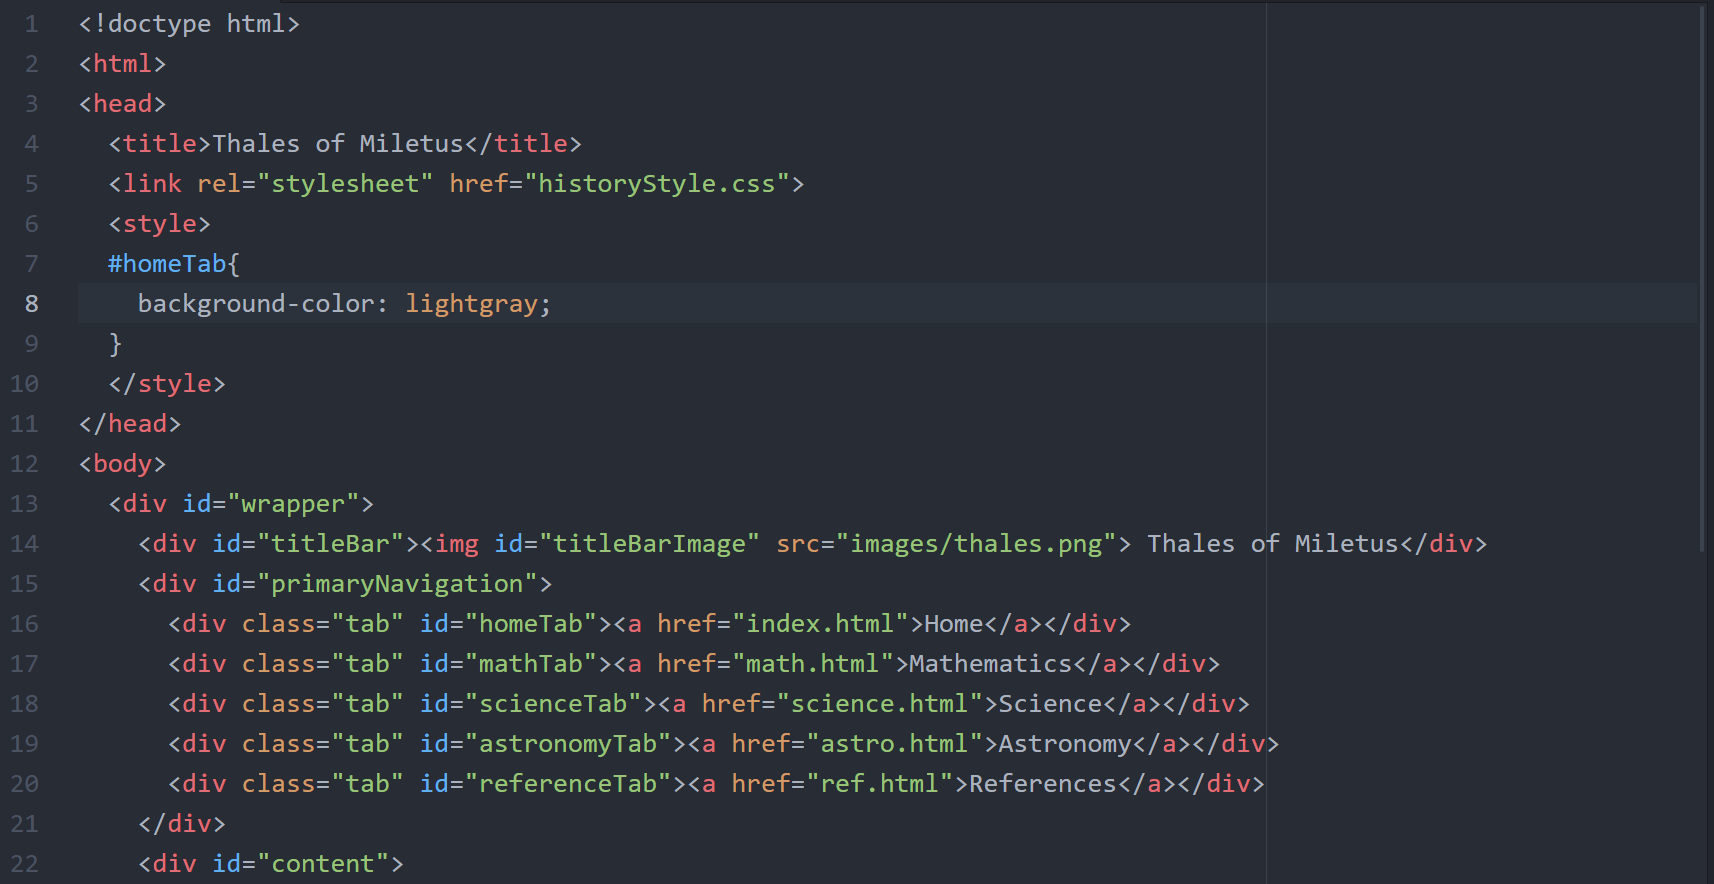 1 <!doctype html>
2 <html>
3 <head>
4   <title>Thales of Miletus</title>
5   <link rel="stylesheet" href="historyStyle.css">
6   <style>
7   #homeTab{
8     background-color: lightgray;
9   }
10   </style>
11 </head>
12 <body>
13   <div id="wrapper">
14     <div id="titleBar"><img id="titleBarImage" src="images/thales.png"> Thales of Miletus</div>
15     <div id="primaryNavigation">
16       <div class="tab" id="homeTab"><a href="index.html">Home</a></div>
17       <div class="tab" id="mathTab"><a href="math.html">Mathematics</a></div>
18       <div class="tab" id="scienceTab"><a href="science.html">Science</a></div>
19       <div class="tab" id="astronomyTab"><a href="astro.html">Astronomy</a></div>
20       <div class="tab" id="referenceTab"><a href="ref.html">References</a></div>
21     </div>
22     <div id="content">